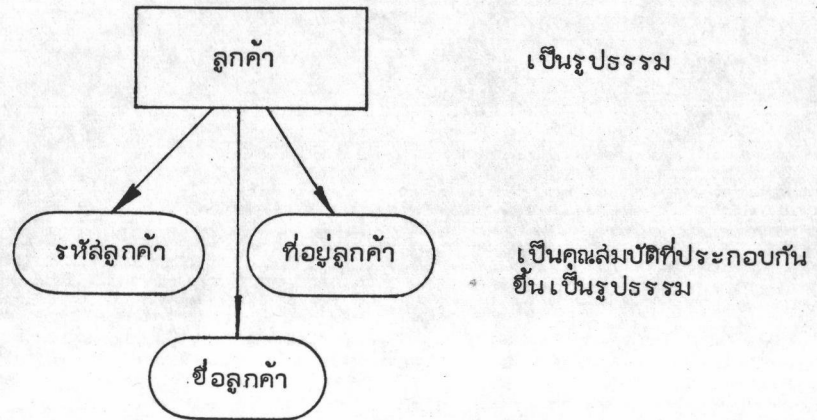 ลูกค้า
เป็นรูปธรรม
รหัสลูกค้า
ที่อยู่ลูกค้า
เป็นคุณสมบัติที่ประกอบกัน
ขึ้นเป็นรูปธรรม
ชื่อลูกค้า